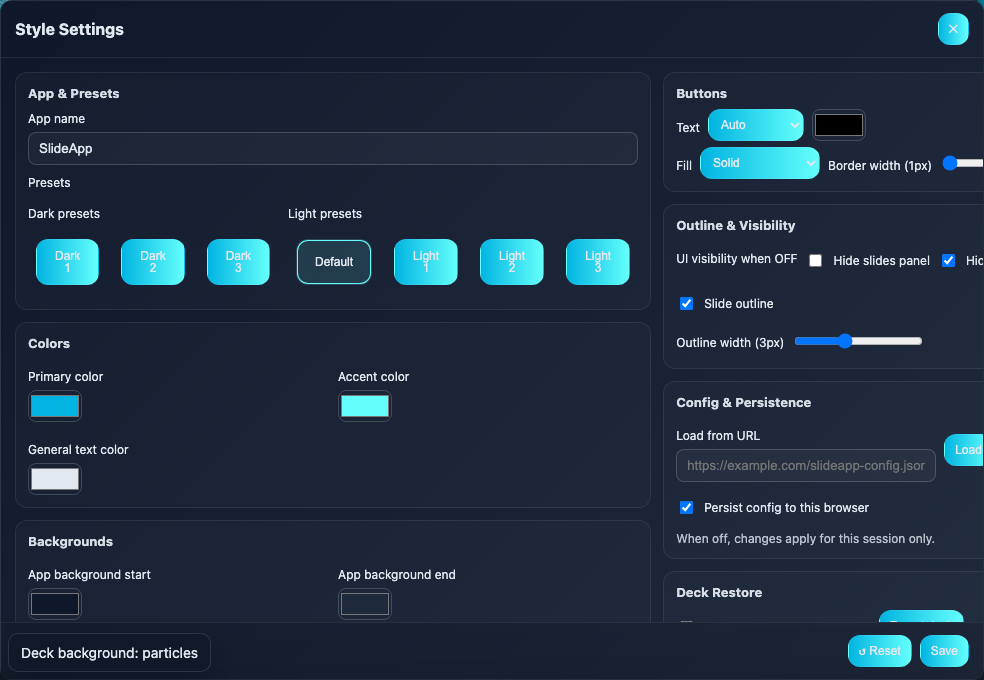 Style Settings
×
App & Presets
App name
SlideApp
Presets
Dark presets
Light presets
Dark
1
Dark
2
Dark
3
Default
Light
1
Light
2
Light
3
Colors
Primary color
Accent color
General text color
Backgrounds
App background start
App background end
Buttons
Text
Auto
Fill
Solid
Border width (1px)
Outline & Visibility
UI visibility when OFF
Hide slides panel
Slide outline
Outline width (3px)
Config & Persistence
Load from URL
https://example.com/slideapp-config.jsor
Load
Persist config to this browser
When off, changes apply for this session only.
Deck Restore
Deck background: particles
↺ Reset
Save